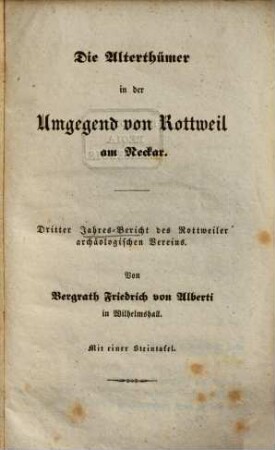 Die Alterthümer
in der
Umgegend von Rottweil
am Neckar.
Dritter Jahres-Bericht des Rottweiler
archäologischen Vereins.
Von
Bergrath Friedrich von Alberti
in Wilhelmshall.
Mit einer Steintafel.